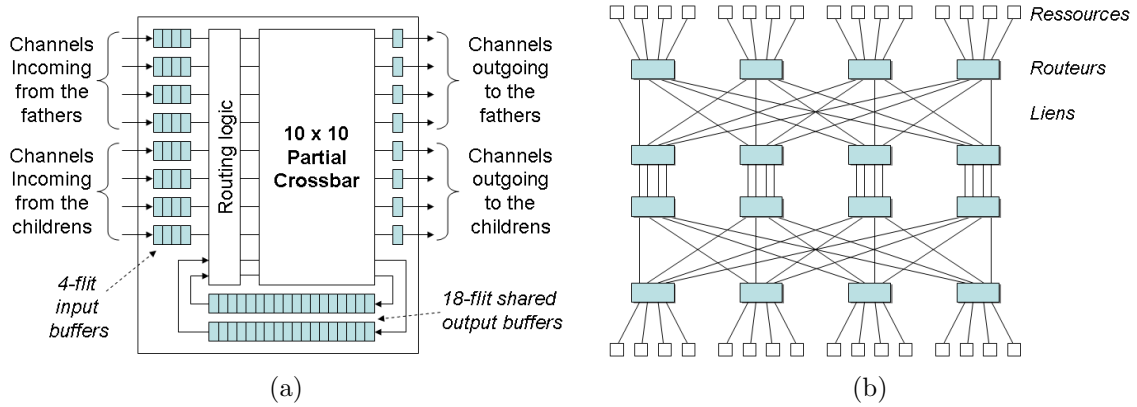 Channels
Incoming
from the
fathers
Channels
Incoming
from the
childrens
4-flit
input
buffers
Routing logic
10 x 10
Partial
Crossbar
Channels
outgoing
to the
fathers
Channels
outgoing
to the
childrens
18-flit shared
output buffers
(a)
Ressources
Routeurs
Liens
(b)